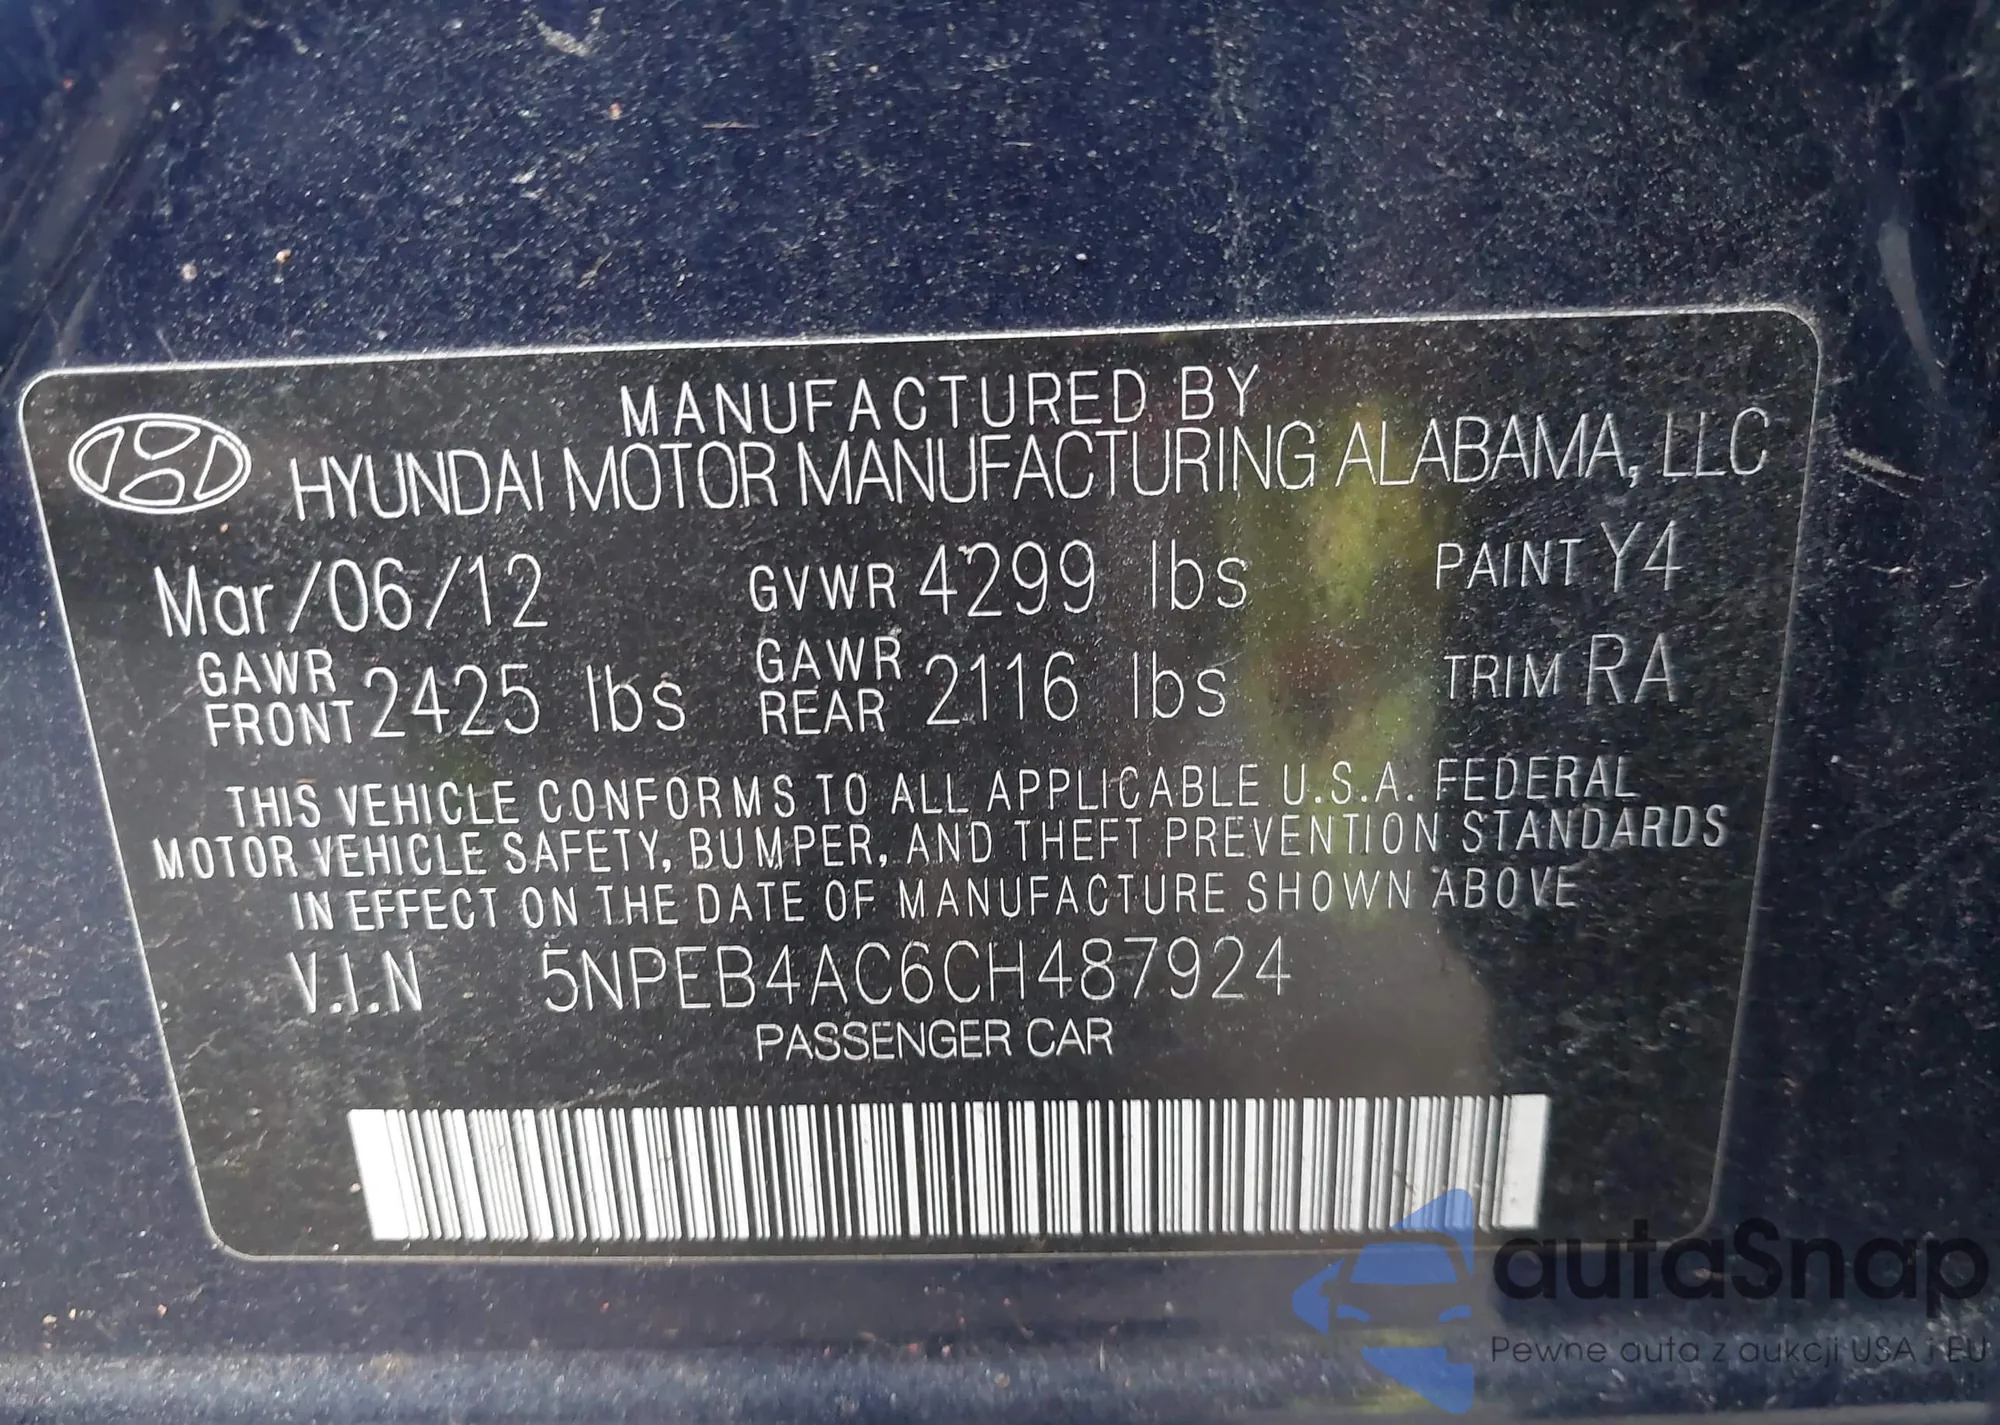 MANUFACTURED BY
HYUNDAI MOTOR MANUFACTURING ALABAMA, LLC
Mar/06/12 GVWR 4299 lbs PAINT Y4
GAWR FRONT 2425 lbs GAWR REAR 2116 lbs TRIM RA
THIS VEHICLE CONFORMS TO ALL APPLICABLE U.S.A. FEDERAL
MOTOR VEHICLE SAFETY, BUMPER, AND THEFT PREVENTION STANDARDS
IN EFFECT ON THE DATE OF MANUFACTURE SHOWN ABOVE
V.I.N 5NPEB4AC6CH487924
PASSENGER CAR
autaSnap
Pewne auta z aukcji USA i EU